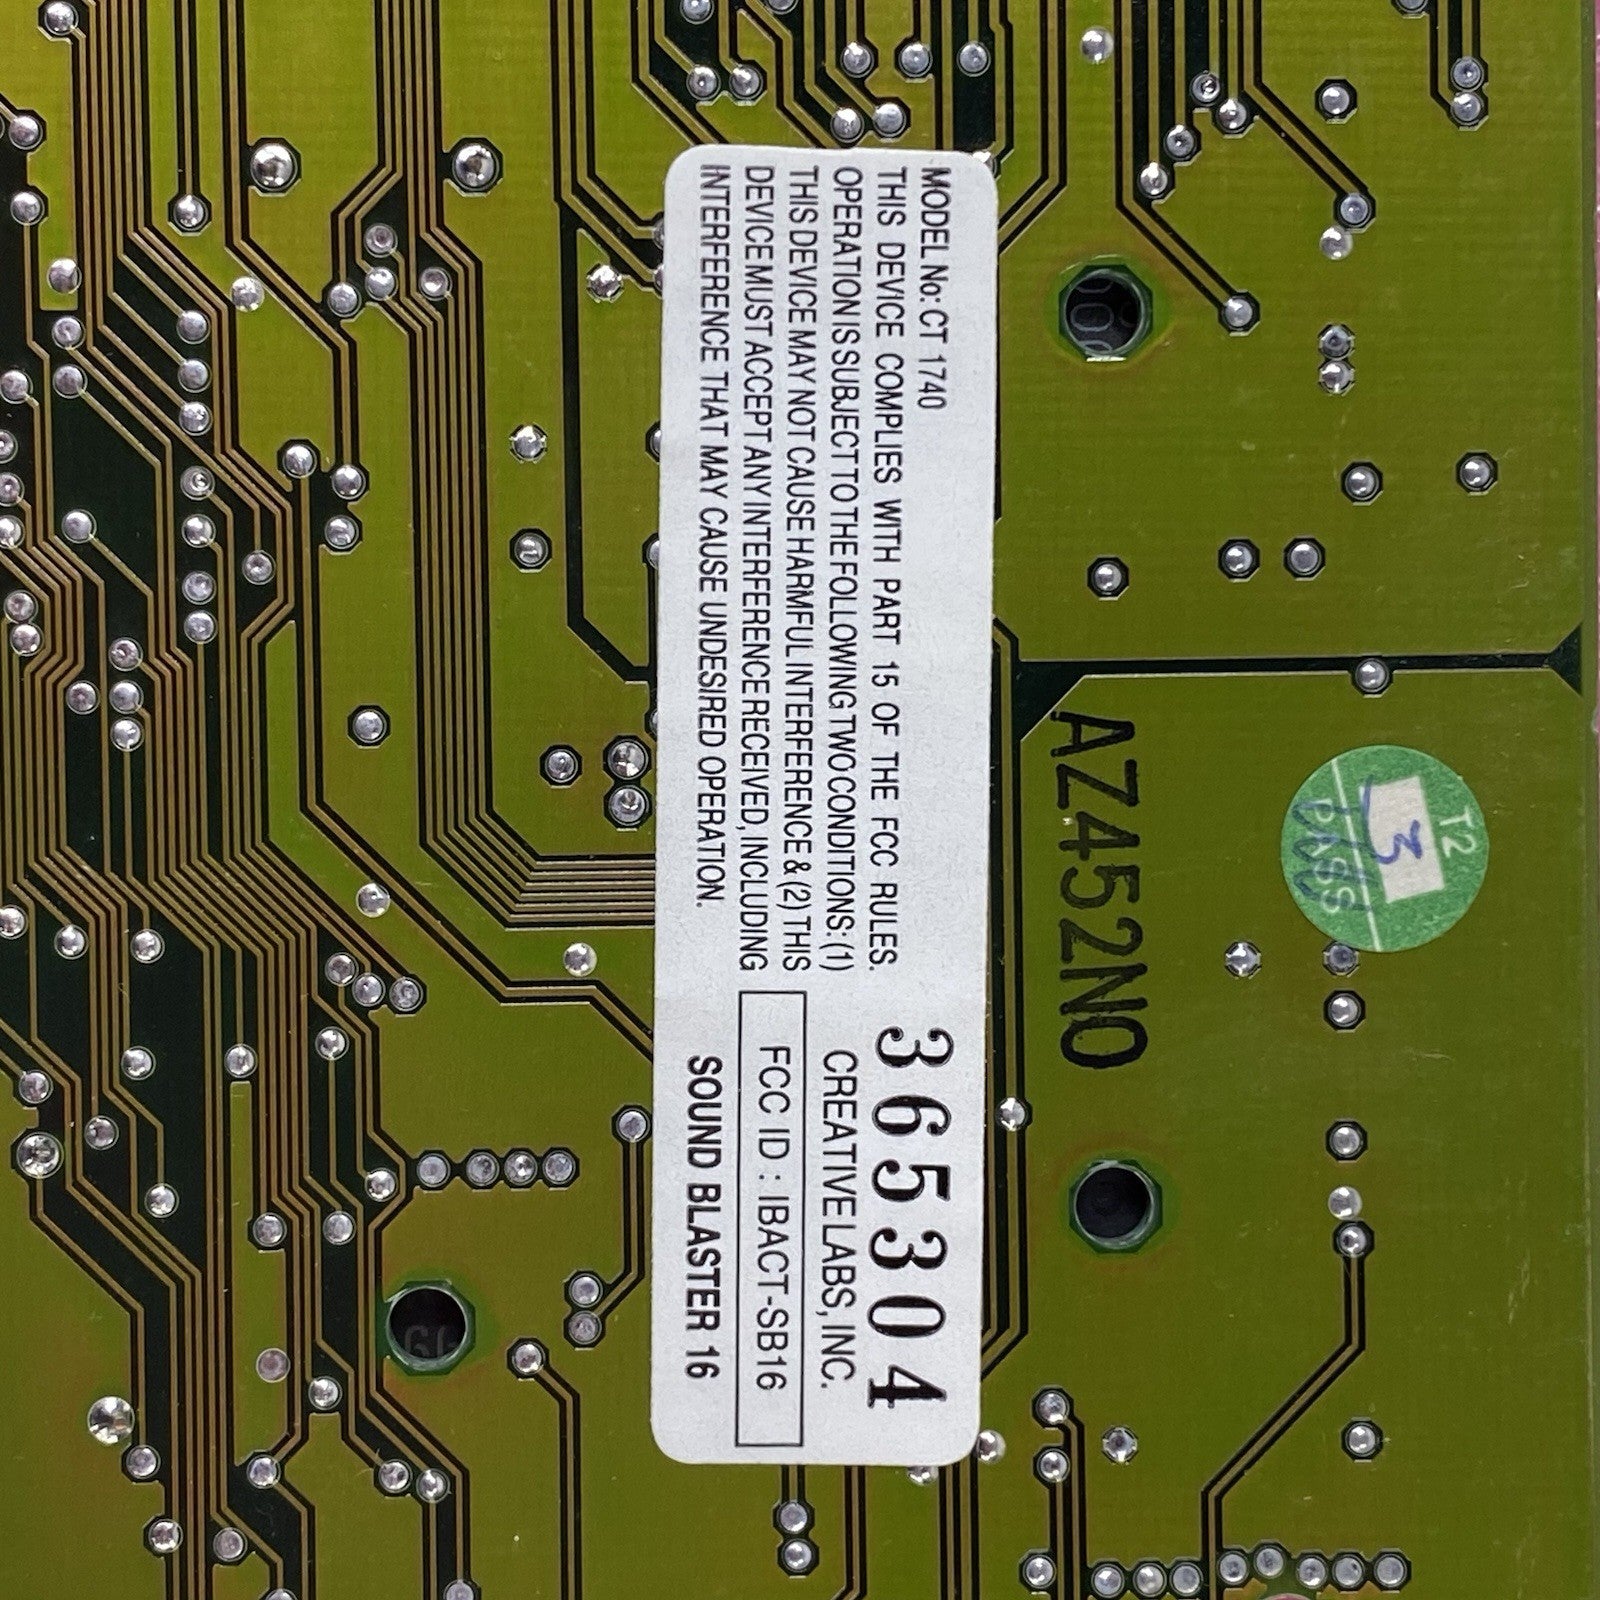 MODEL No: CT 1740
THIS DEVICE COMPLIES WITH PART 15 OF THE FCC RULES.
OPERATION IS SUBJECT TO THE FOLLOWING TWO CONDITIONS: (1)
THIS DEVICE MAY NOT CAUSE HARMFUL INTERFERENCE & (2) THIS
DEVICE MUST ACCEPT ANY INTERFERENCE RECEIVED, INCLUDING
INTERFERENCE THAT MAY CAUSE UNDESIRED OPERATION.
365304
CREATIVE LABS, INC.
FCC ID : IBACT-SB16
SOUND BLASTER 16
AZ452NO
T2
3
PASS